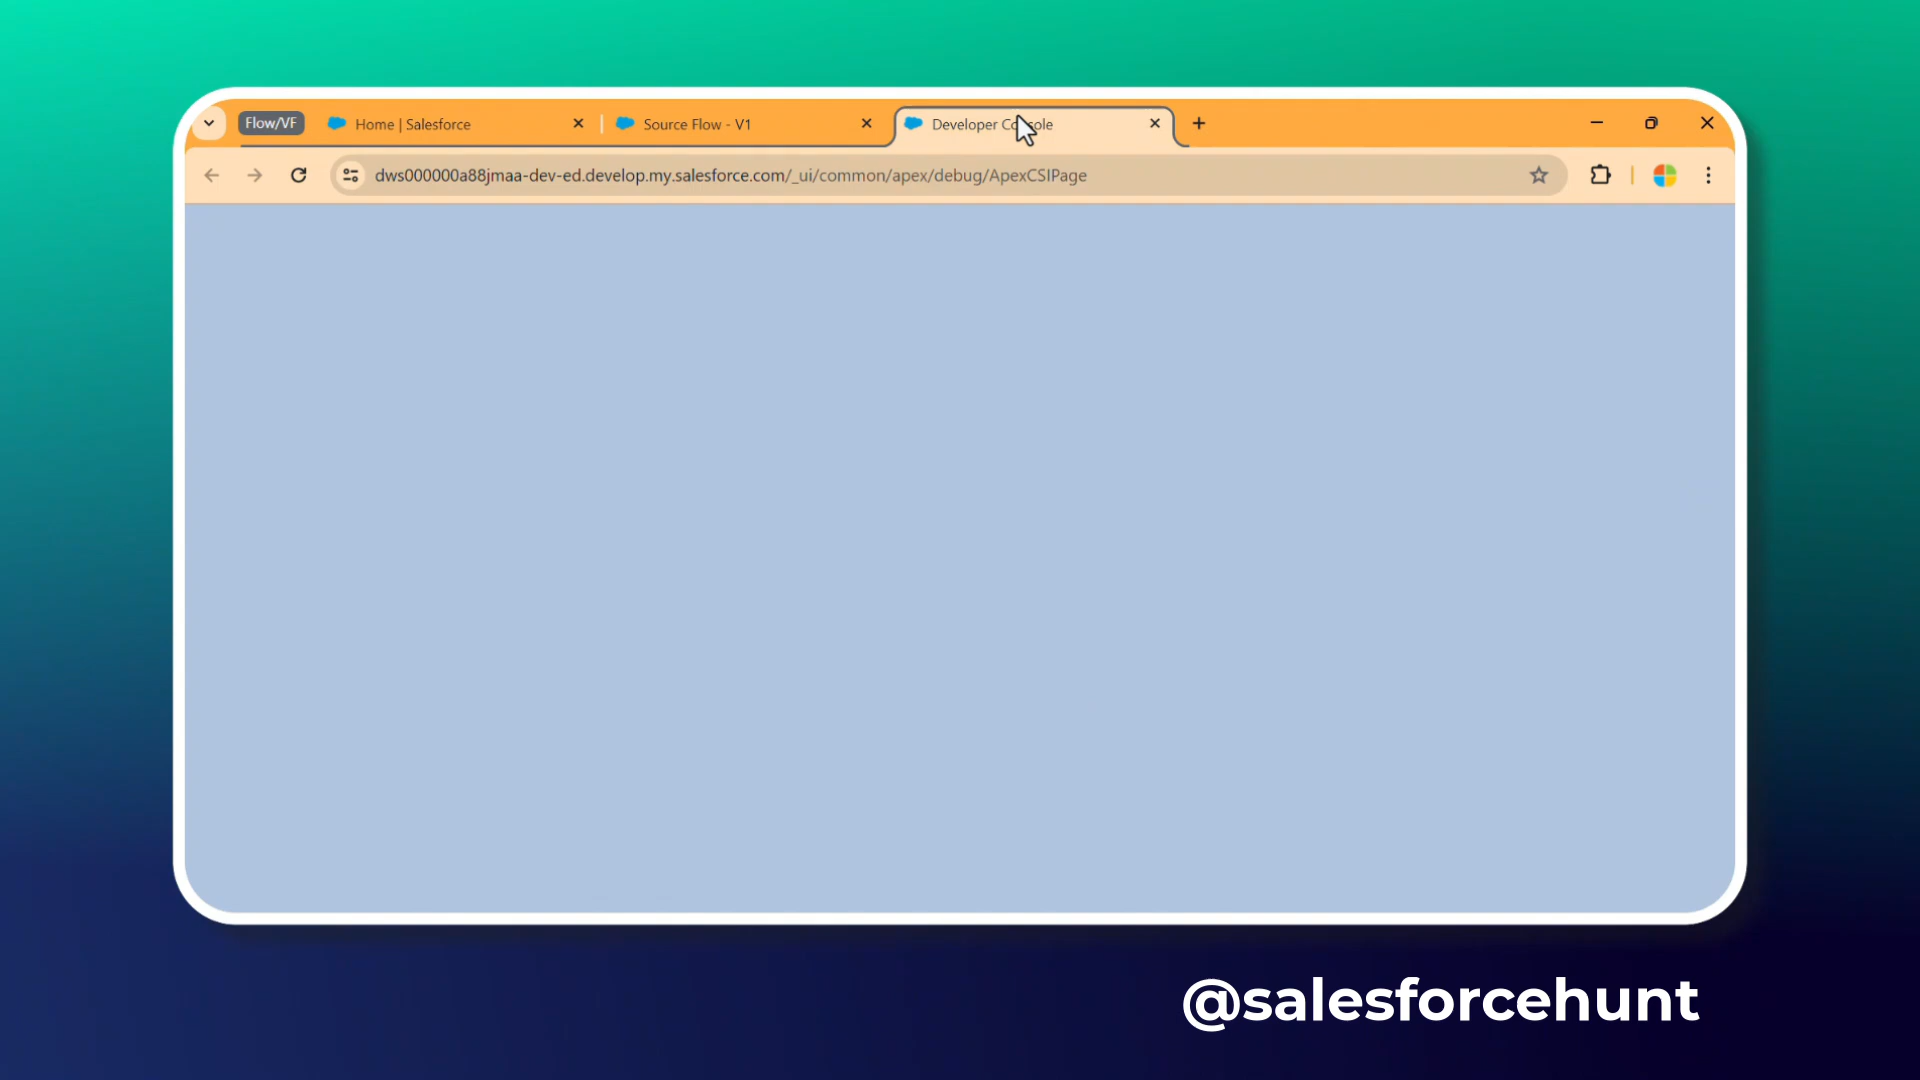 Flow/VF
Home | Salesforce
Source Flow - V1
Developer Console
dws000000a88jmaa-dev-ed.develop.my.salesforce.com/_ui/common/apex/debug/ApexCSIPage
@salesforcehunt